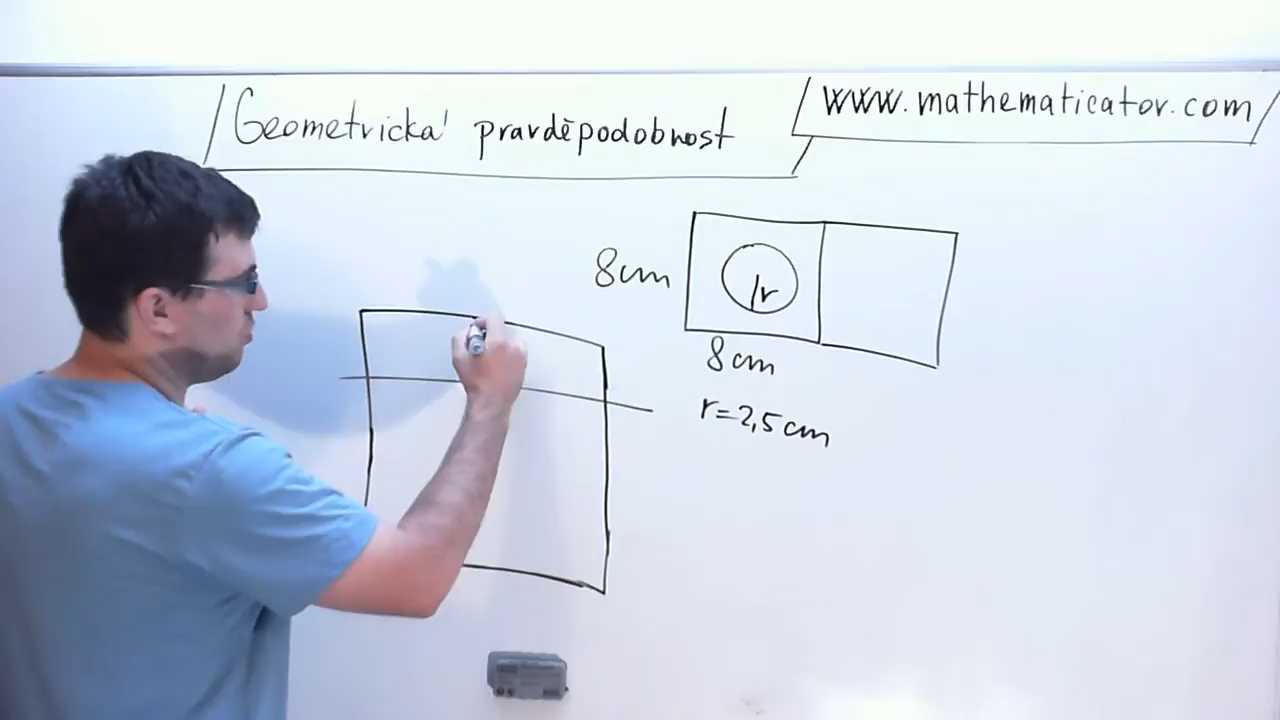 Geometrická pravděpodobnost
www.mathematicator.com
8cm
r
8cm
r=2,5cm